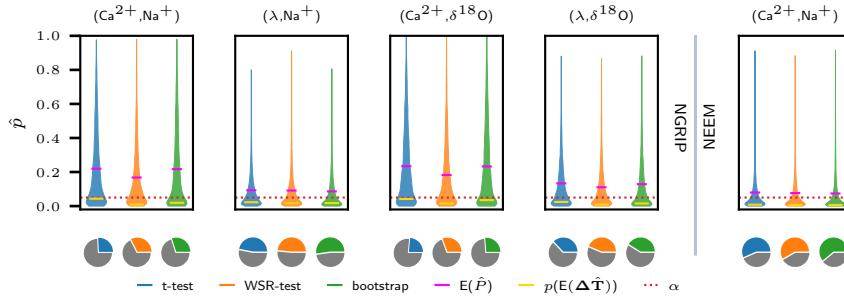 (Ca²⁺,Na⁺) (λ,Na⁺) (Ca²⁺,δ¹⁸O) (λ,δ¹⁸O) (Ca²⁺,Na⁺)
1.0
0.8
0.6
0.4
0.2
0.0
p̂
NGRIP
NEEM
t-test WSR-test bootstrap E(P̂) p(E(ΔT̂)) α